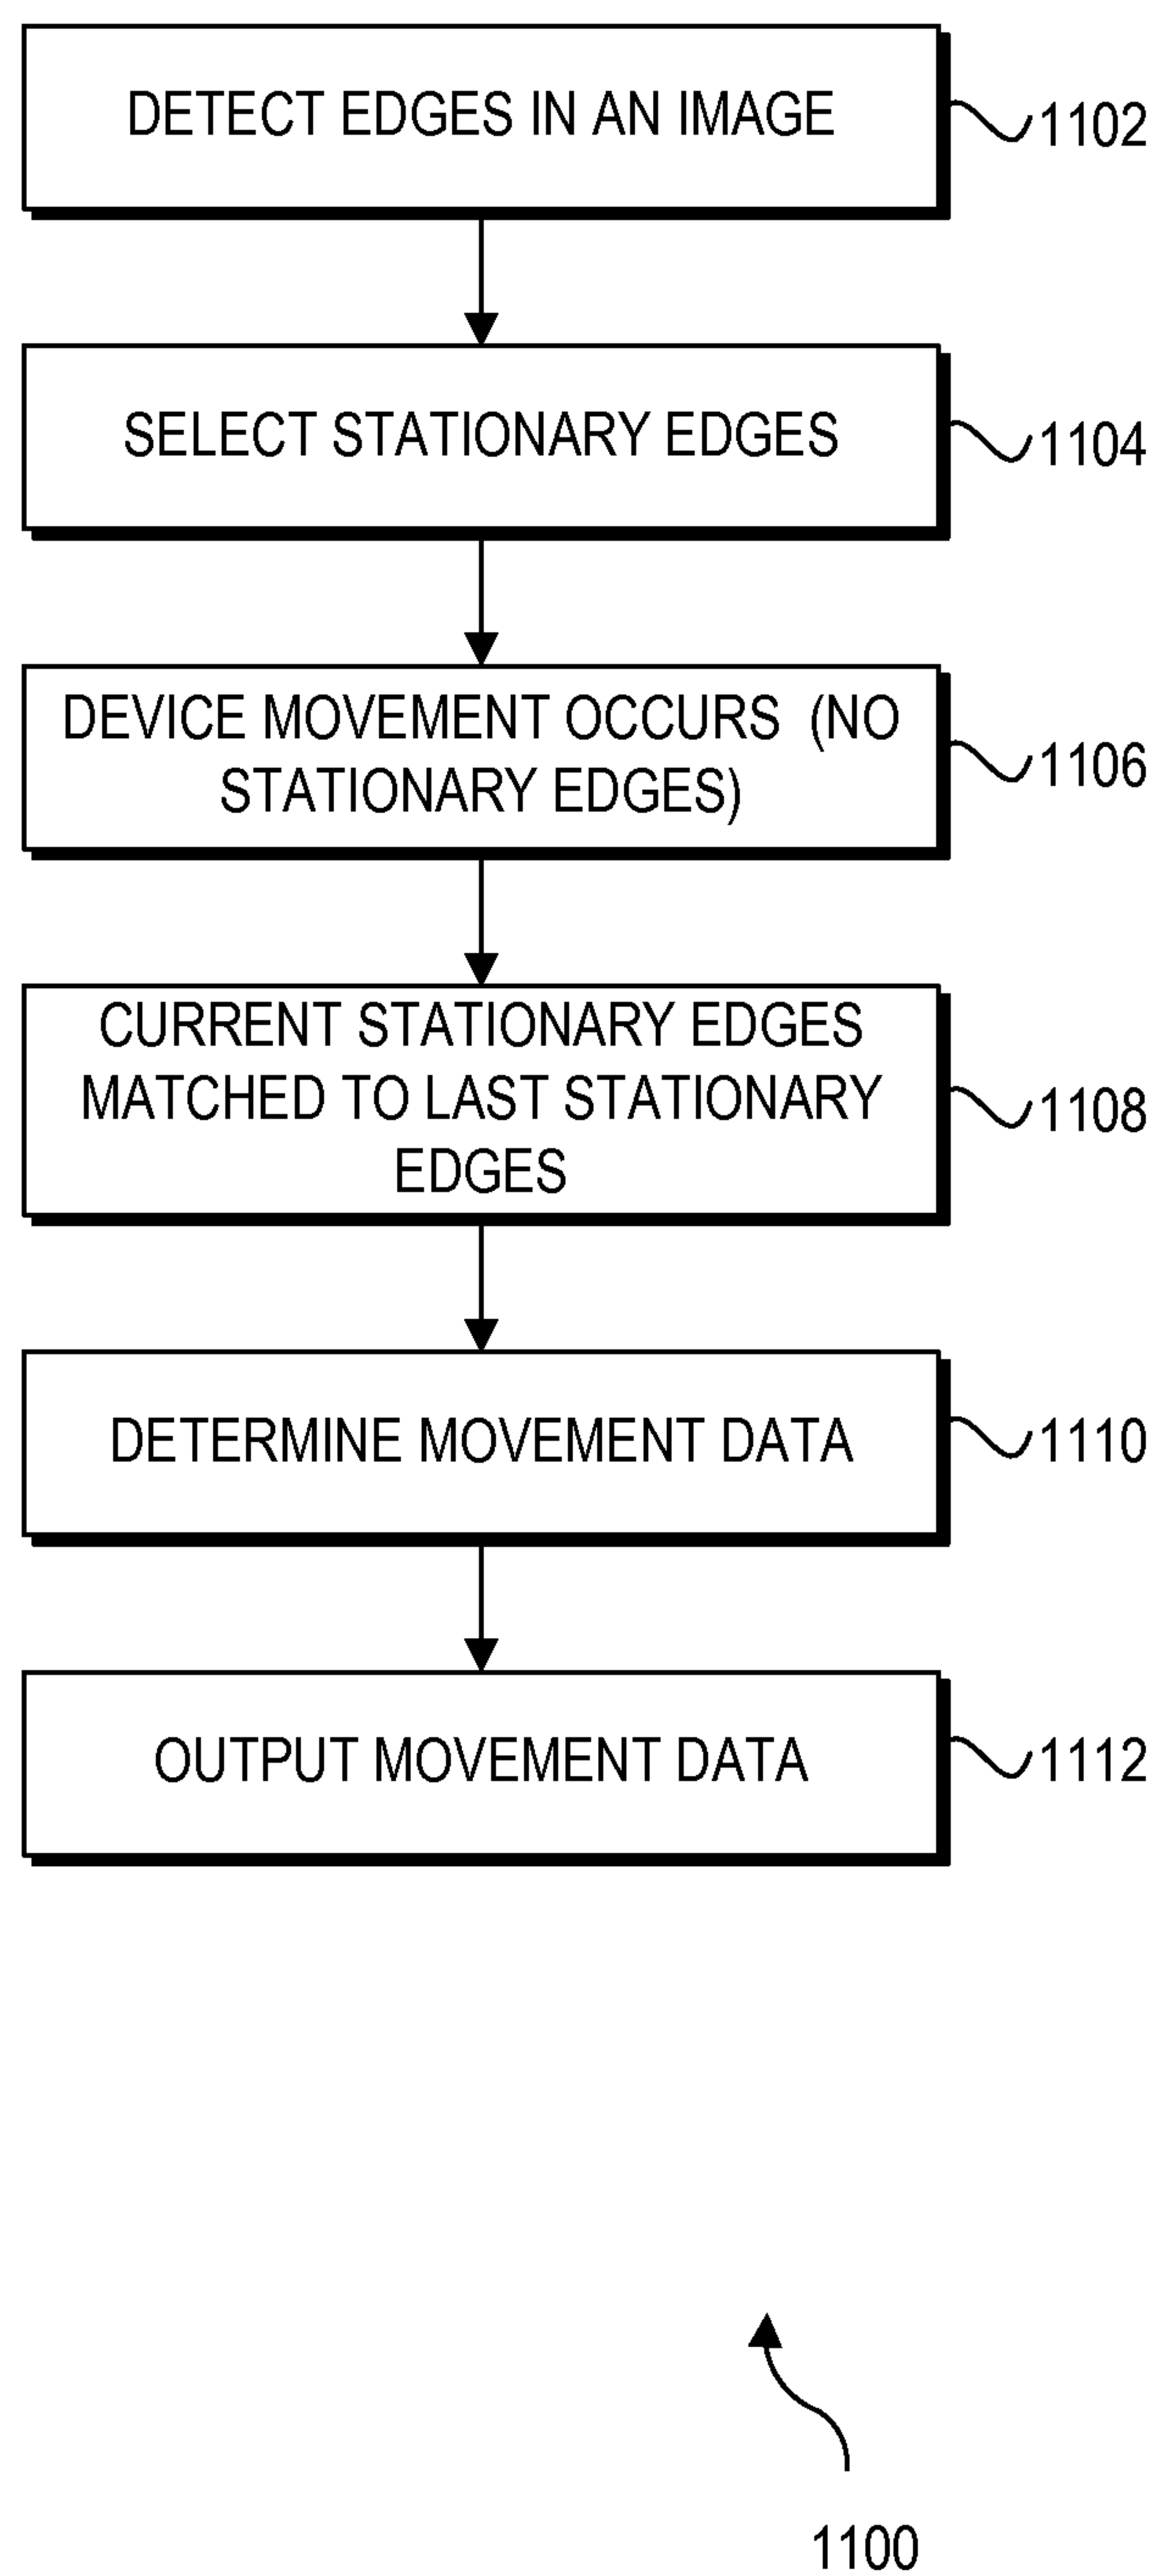 DETECT EDGES IN AN IMAGE
1102
SELECT STATIONARY EDGES
1104
DEVICE MOVEMENT OCCURS (NO
STATIONARY EDGES)
1106
CURRENT STATIONARY EDGES
MATCHED TO LAST STATIONARY
EDGES
1108
DETERMINE MOVEMENT DATA
1110
OUTPUT MOVEMENT DATA
1112
1100